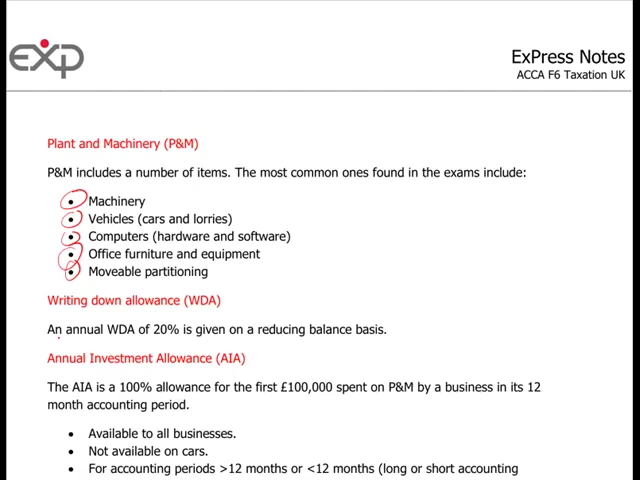 exp
ExPress Notes
ACCA F6 Taxation UK
Plant and Machinery (P&M)
P&M includes a number of items. The most common ones found in the exams include:
• Machinery
• Vehicles (cars and lorries)
• Computers (hardware and software)
• Office furniture and equipment
• Moveable partitioning
Writing down allowance (WDA)
An annual WDA of 20% is given on a reducing balance basis.
Annual Investment Allowance (AIA)
The AIA is a 100% allowance for the first £100,000 spent on P&M by a business in its 12
month accounting period.
• Available to all businesses.
• Not available on cars.
• For accounting periods >12 months or <12 months (long or short accounting